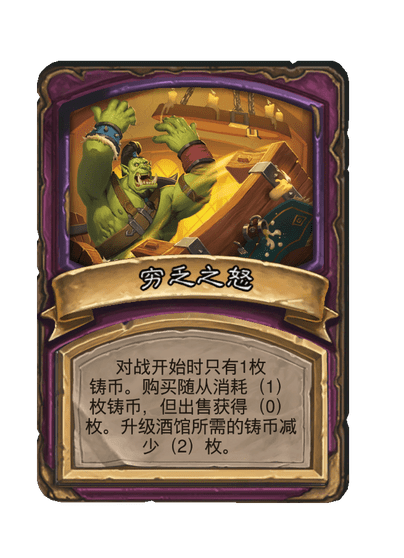 穷乏之怒
对战开始时只有1枚
铸币。购买随从消耗（1）
枚铸币，但出售获得（0）
枚。升级酒馆所需的铸币减
少（2）枚。